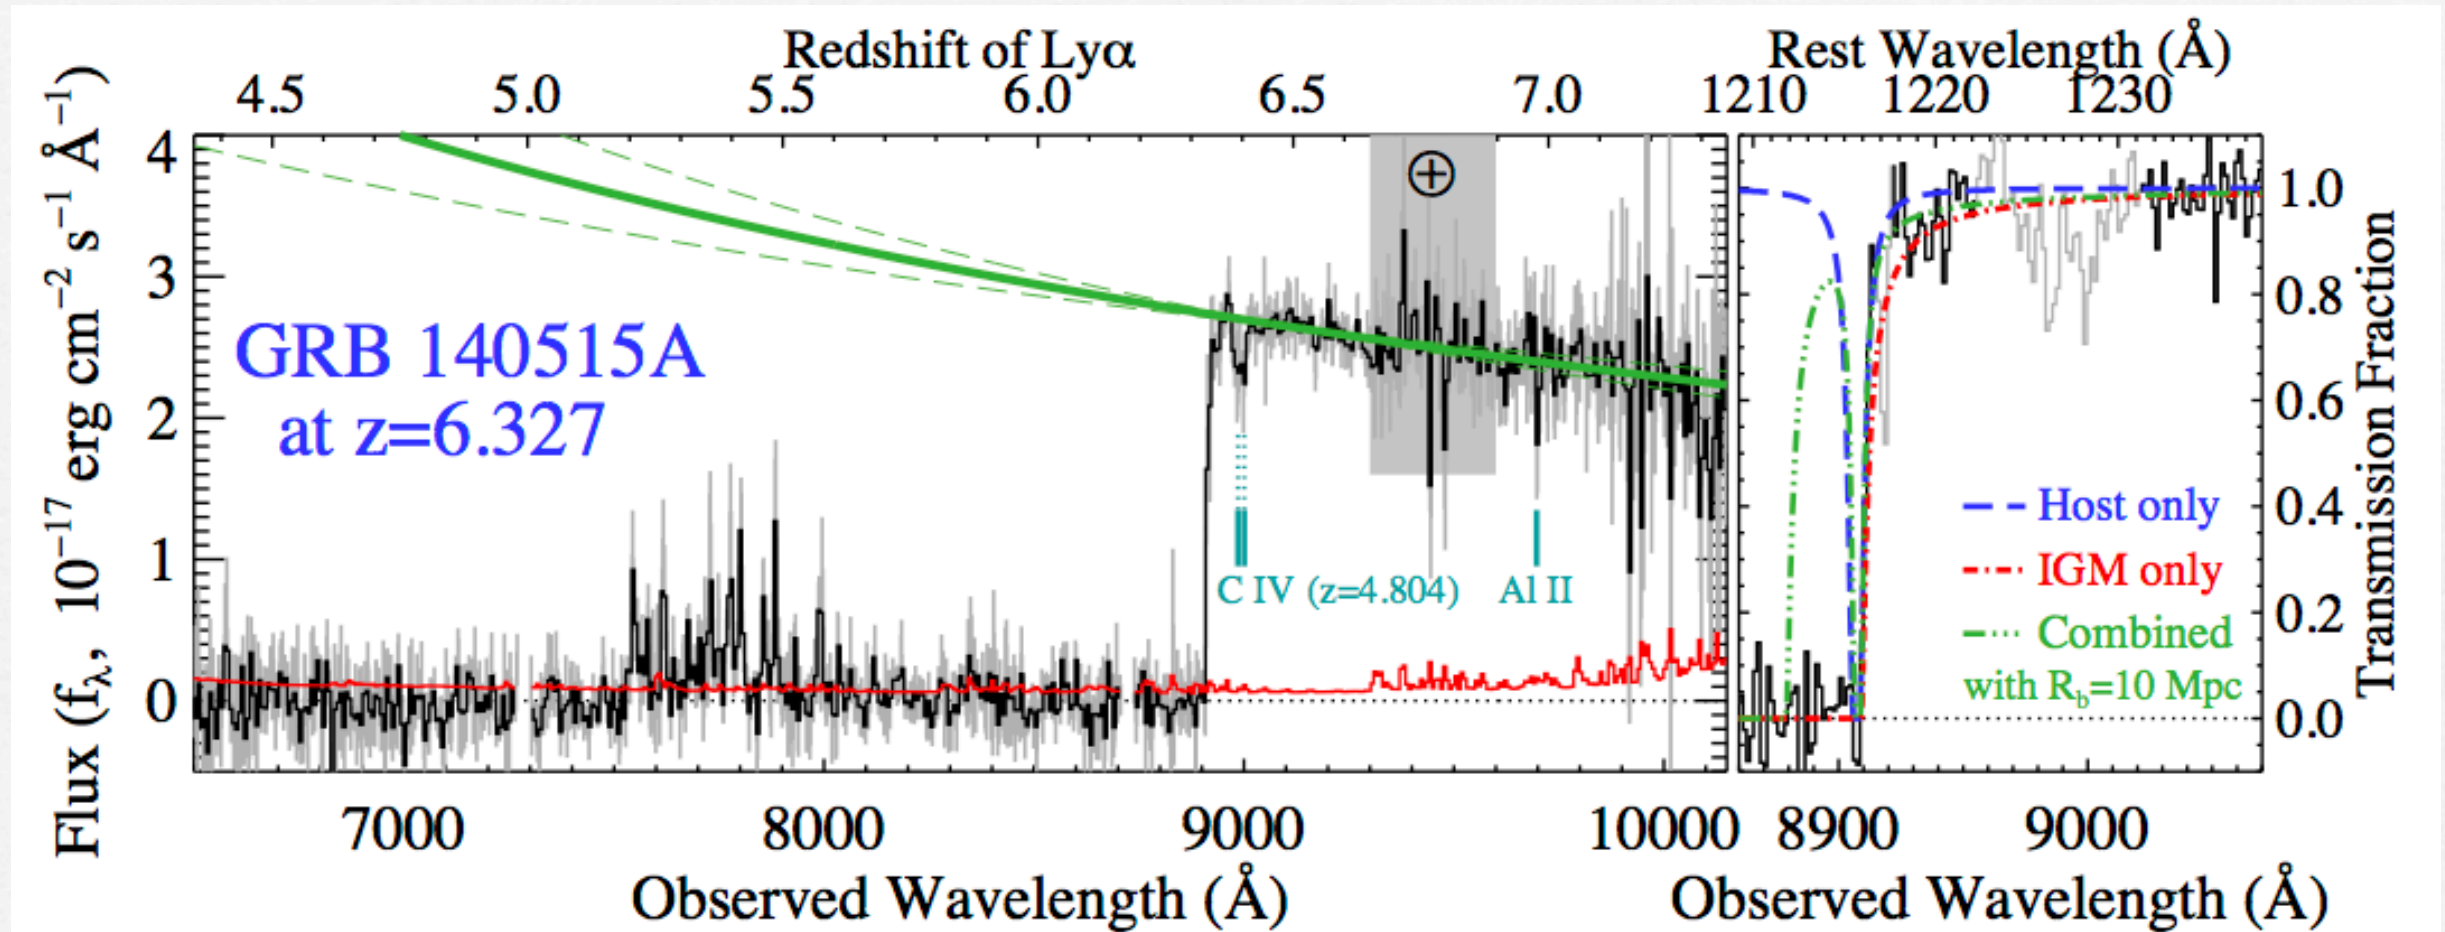 Redshift of Lyα
4.5 5.0 5.5 6.0 6.5 7.0
Rest Wavelength (Å)
1210 1220 1230
Flux (fλ, 10⁻¹⁷ erg cm⁻² s⁻¹ Å⁻¹)
4
3
2
1
0
GRB 140515A
at z=6.327
C IV (z=4.804) Al II
7000 8000 9000 10000
Observed Wavelength (Å)
Host only
IGM only
Combined
with Rb=10 Mpc
1.0
0.8
0.6
0.4
0.2
0.0
Transmission Fraction
8900 9000
Observed Wavelength (Å)